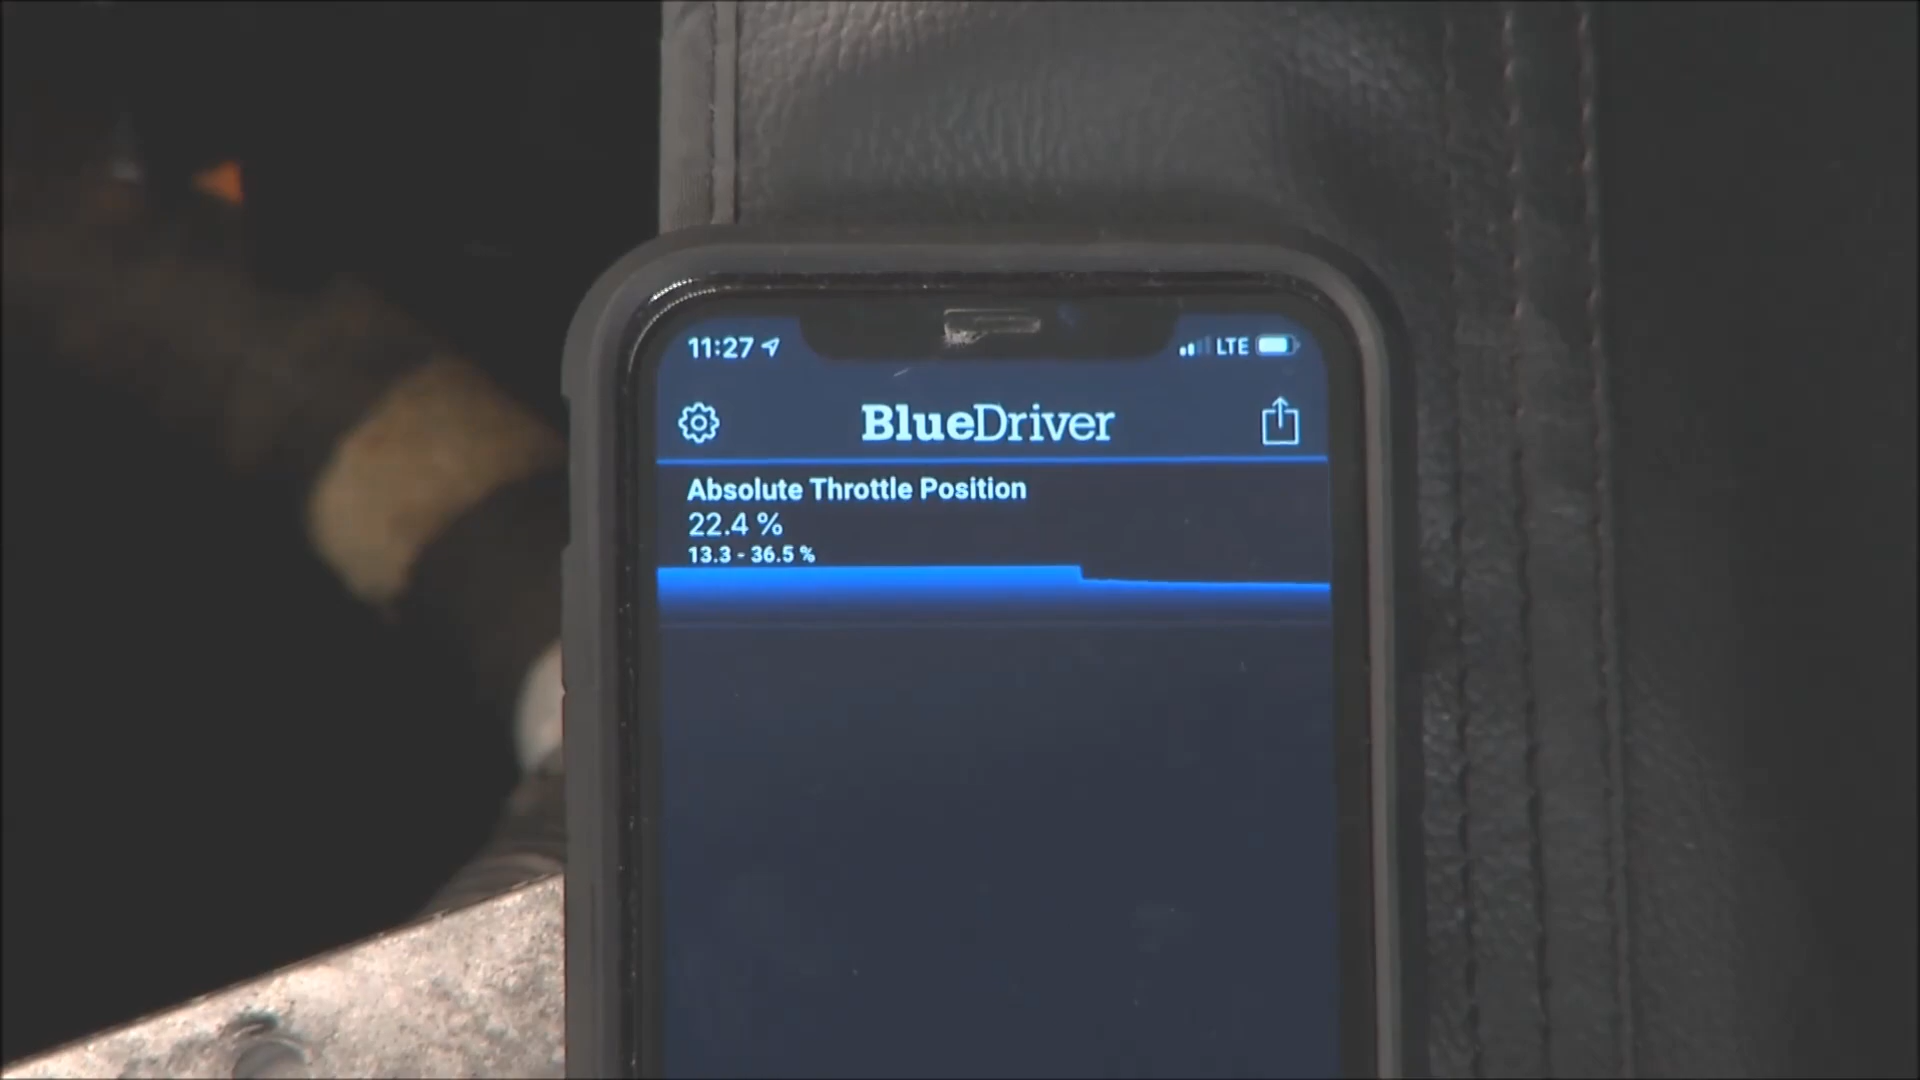 11:27 LTE
BlueDriver
Absolute Throttle Position
22.4 %
13.3 - 36.5 %